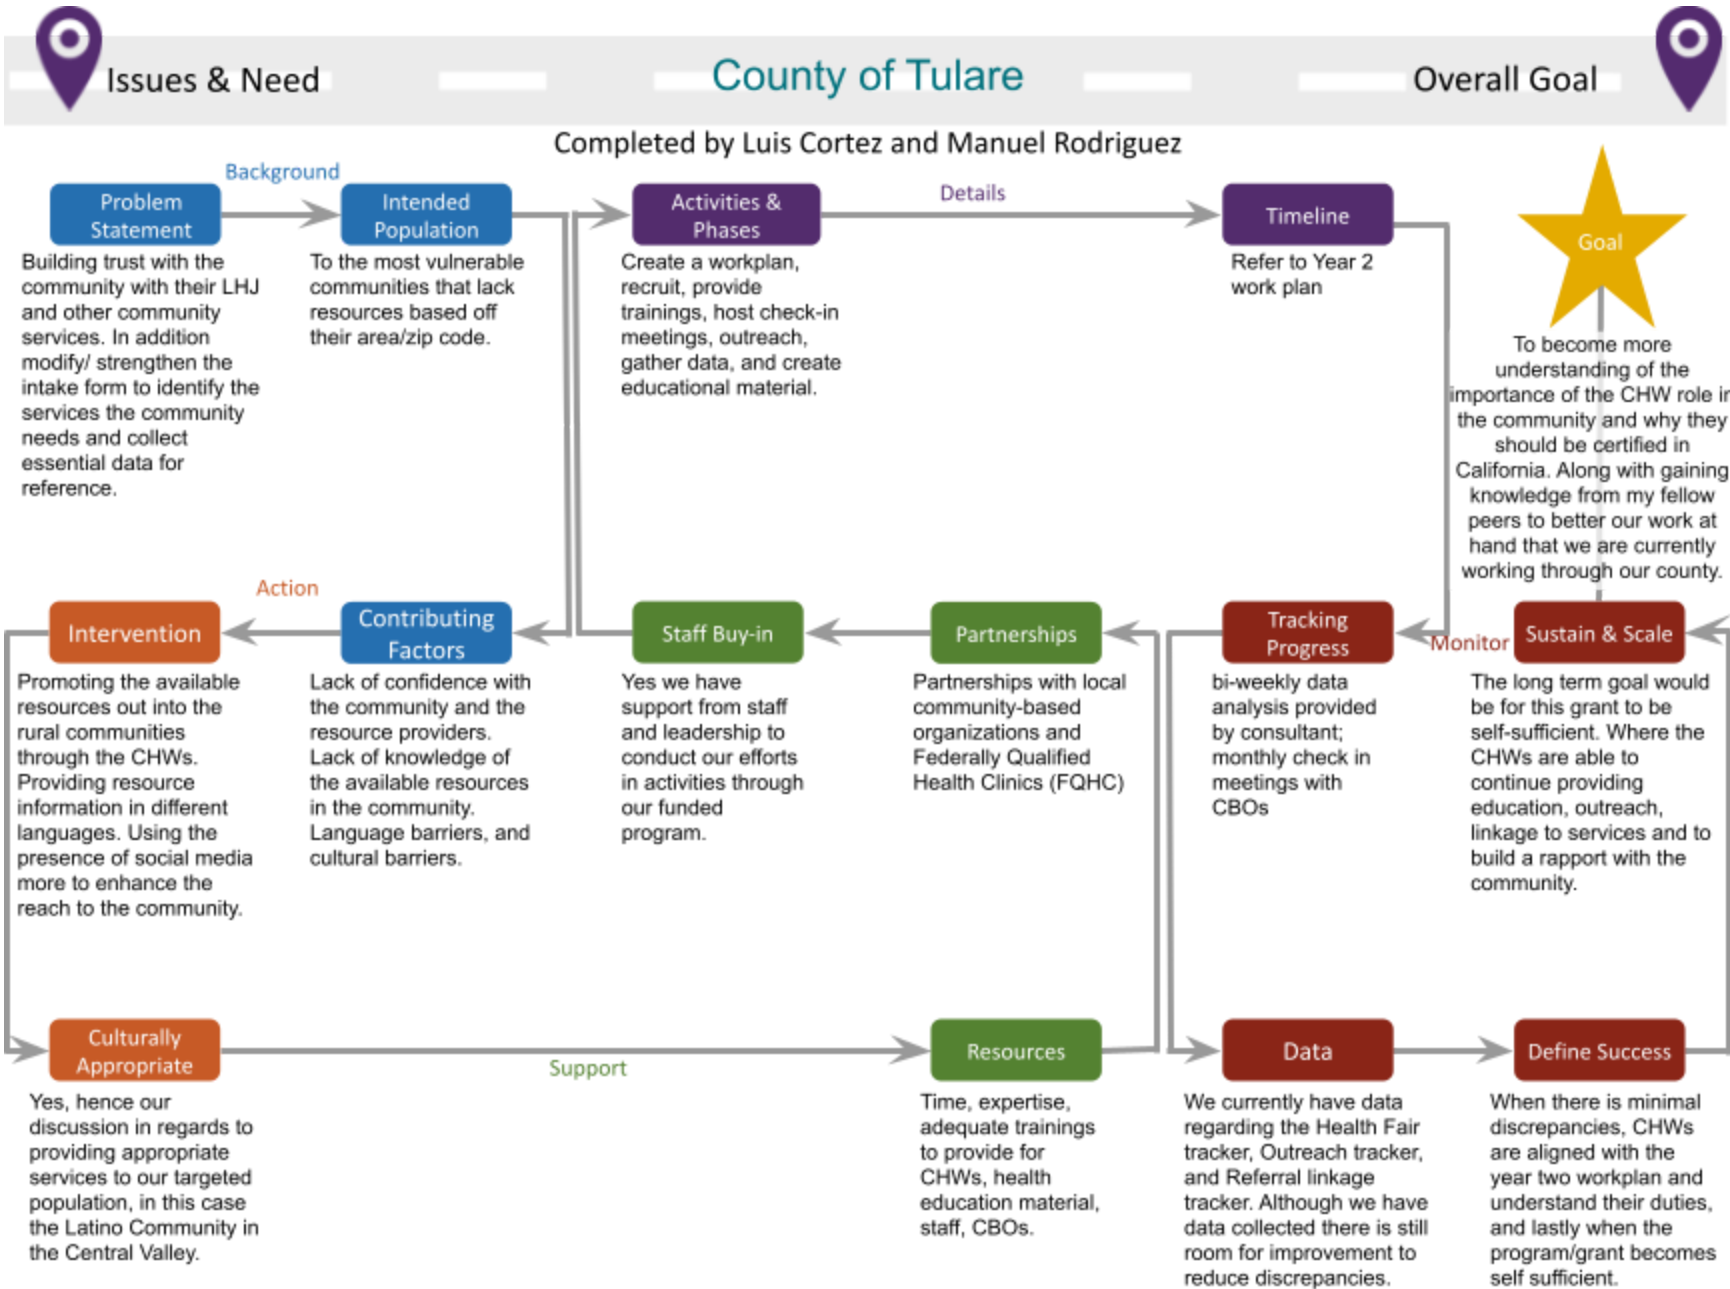 Issues & Need
County of Tulare
Overall Goal
Completed by Luis Cortez and Manuel Rodriguez
Background
Problem
Statement
Building trust with the
community with their LHJ
and other community
services. In addition
modify/ strengthen the
intake form to identify the
services the community
needs and collect
essential data for
reference.
Intended
Population
To the most vulnerable
communities that lack
resources based off
their area/zip code.
Activities &
Phases
Create a workplan,
recruit, provide
trainings, host check-in
meetings, outreach,
gather data, and create
educational material.
Details
Timeline
Refer to Year 2
work plan
Goal
To become more
understanding of the
importance of the CHW role in
the community and why they
should be certified in
California. Along with gaining
knowledge from my fellow
peers to better our work at
hand that we are currently
working through our county.
Action
Intervention
Promoting the available
resources out into the
rural communities
through the CHWs.
Providing resource
information in different
languages. Using the
presence of social media
more to enhance the
reach to the community.
Contributing
Factors
Lack of confidence with
the community and the
resource providers.
Lack of knowledge of
the available resources
in the community.
Language barriers, and
cultural barriers.
Staff Buy-in
Yes we have
support from staff
and leadership to
conduct our efforts
in activities through
our funded
program.
Partnerships
Partnerships with local
community-based
organizations and
Federally Qualified
Health Clinics (FQHC)
Tracking
Progress
bi-weekly data
analysis provided
by consultant;
monthly check in
meetings with
CBOs
Monitor
Sustain & Scale
The long term goal would
be for this grant to be
self-sufficient. Where the
CHWs are able to
continue providing
education, outreach,
linkage to services and to
build a rapport with the
community.
Culturally
Appropriate
Yes, hence our
discussion in regards to
providing appropriate
services to our targeted
population, in this case
the Latino Community in
the Central Valley.
Support
Resources
Time, expertise,
adequate trainings
to provide for
CHWs, health
education material,
staff, CBOs.
Data
We currently have data
regarding the Health Fair
tracker, Outreach tracker,
and Referral linkage
tracker. Although we have
data collected there is still
room for improvement to
reduce discrepancies.
Define Success
When there is minimal
discrepancies, CHWs
are aligned with the
year two workplan and
understand their duties,
and lastly when the
program/grant becomes
self sufficient.